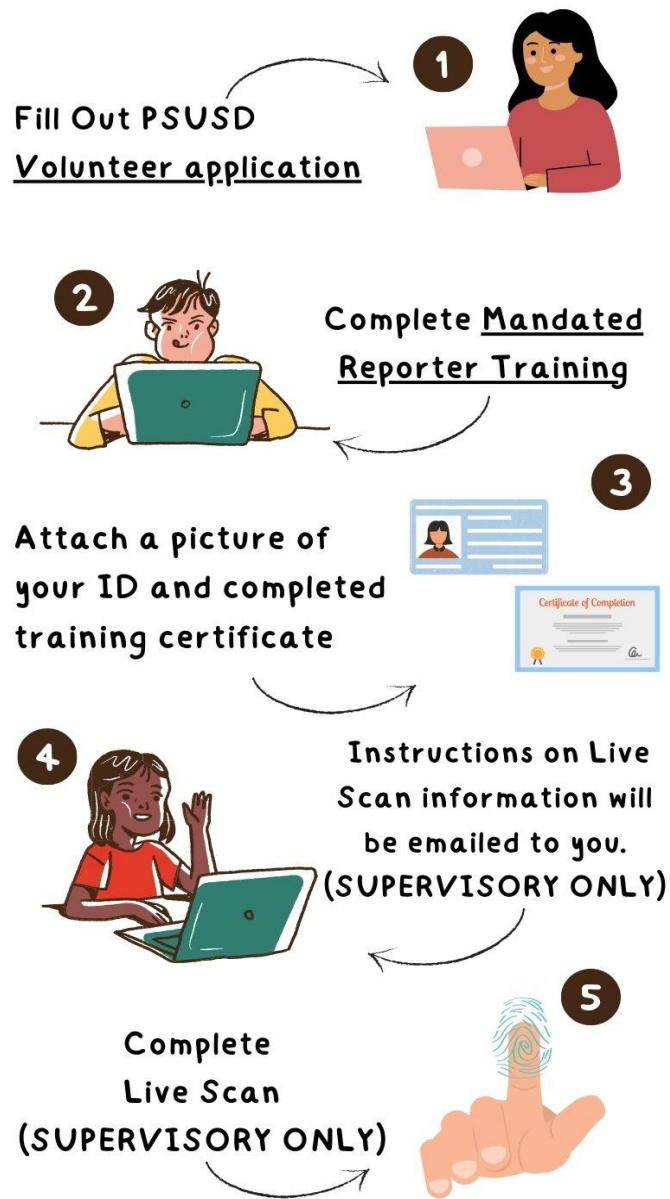 1
Fill Out PSUSD
Volunteer application
2
Complete Mandated
Reporter Training
3
Attach a picture of
your ID and completed
training certificate
Certificate of Completion
4
Instructions on Live
Scan information will
be emailed to you.
(SUPERVISORY ONLY)
5
Complete
Live Scan
(SUPERVISORY ONLY)